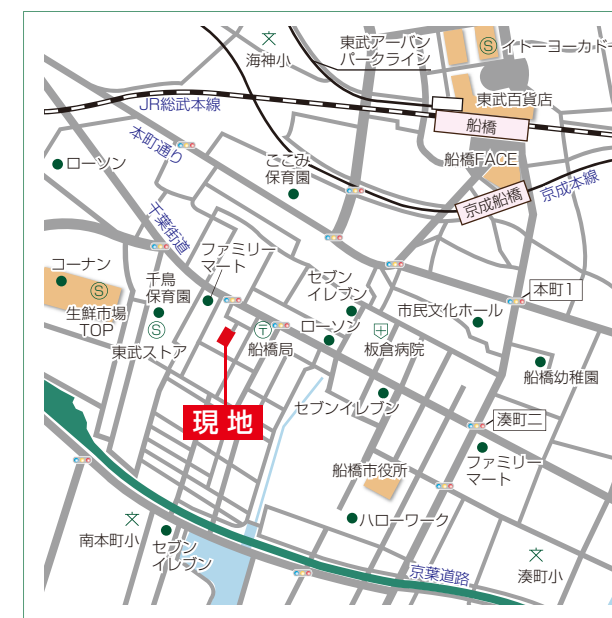 海神小
東武アーバン
パークライン
Ⓢ
イトーヨーカドー
JR総武本線
東武百貨店
船橋
本町通り
ローソン
ここみ
保育園
船橋FACE
京成船橋
京成本線
千葉街道
コーナン
ファミリー
マート
千鳥
保育園
セブン
イレブン
本町1
Ⓢ
生鮮市場
TOP
Ⓢ
東武ストア
船橋局
ローソン
板倉病院
市民文化ホール
船橋幼稚園
現地
セブンイレブン
湊町二
船橋市役所
ファミリー
マート
ハローワーク
南本町小
セブン
イレブン
京葉道路
湊町小